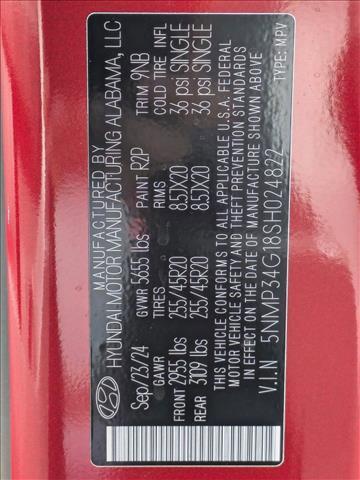 MANUFACTURED BY
HYUNDAI MOTOR MANUFACTURING ALABAMA, LLC
Sep/23/24 GVWR 5655 lbs PAINT R2P TRIM 9NB
GAWR TIRES RIMS COLD TIRE INFL
FRONT 2955 lbs 255/45R20 8.5JX20 36 psi SINGLE
REAR 3109 lbs 255/45R20 8.5JX20 36 psi SINGLE
THIS VEHICLE CONFORMS TO ALL APPLICABLE U.S.A. FEDERAL
MOTOR VEHICLE SAFETY AND THEFT PREVENTION STANDARDS
IN EFFECT ON THE DATE OF MANUFACTURE SHOWN ABOVE
V.I.N 5NMP34G18SH024822 TYPE: MPV